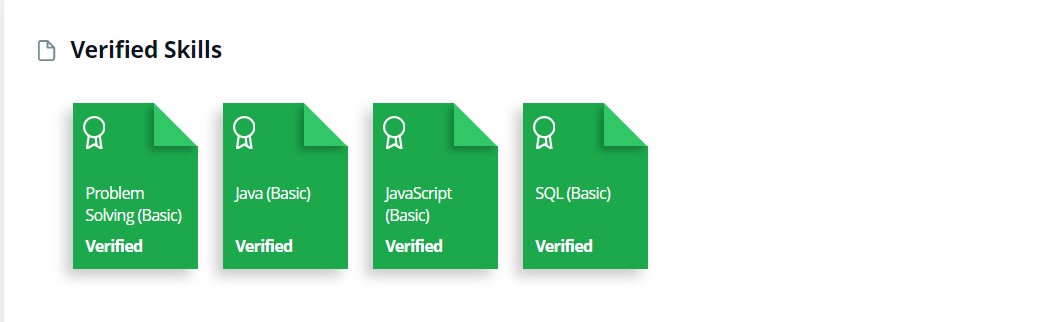 Verified Skills
Problem
Solving (Basic)
Verified
Java (Basic)
Verified
JavaScript
(Basic)
Verified
SQL (Basic)
Verified